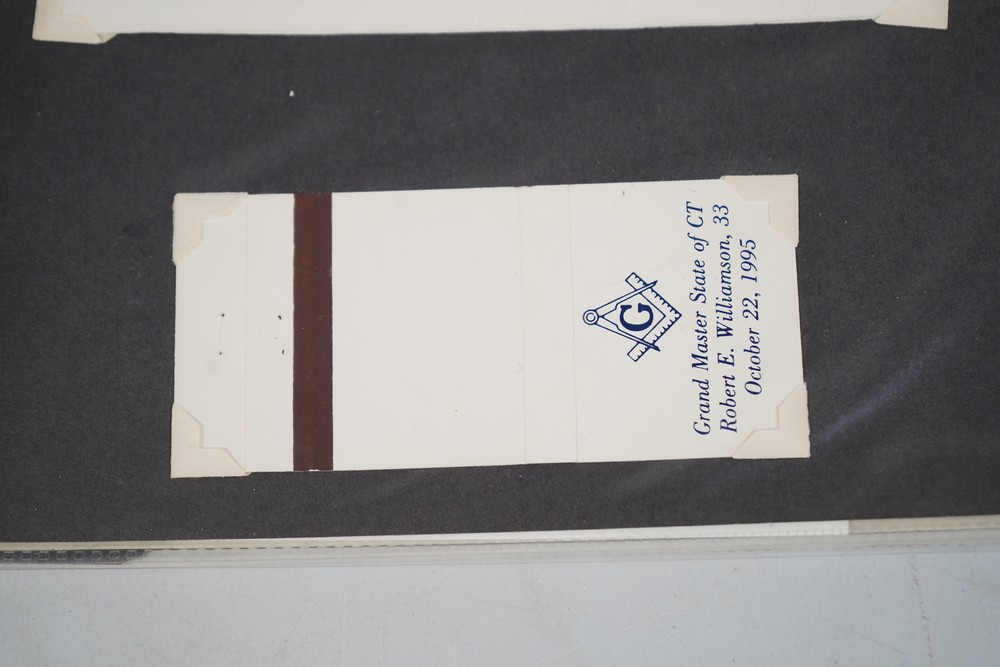 G
Grand Master State of CT
Robert E. Williamson, 33
October 22, 1995